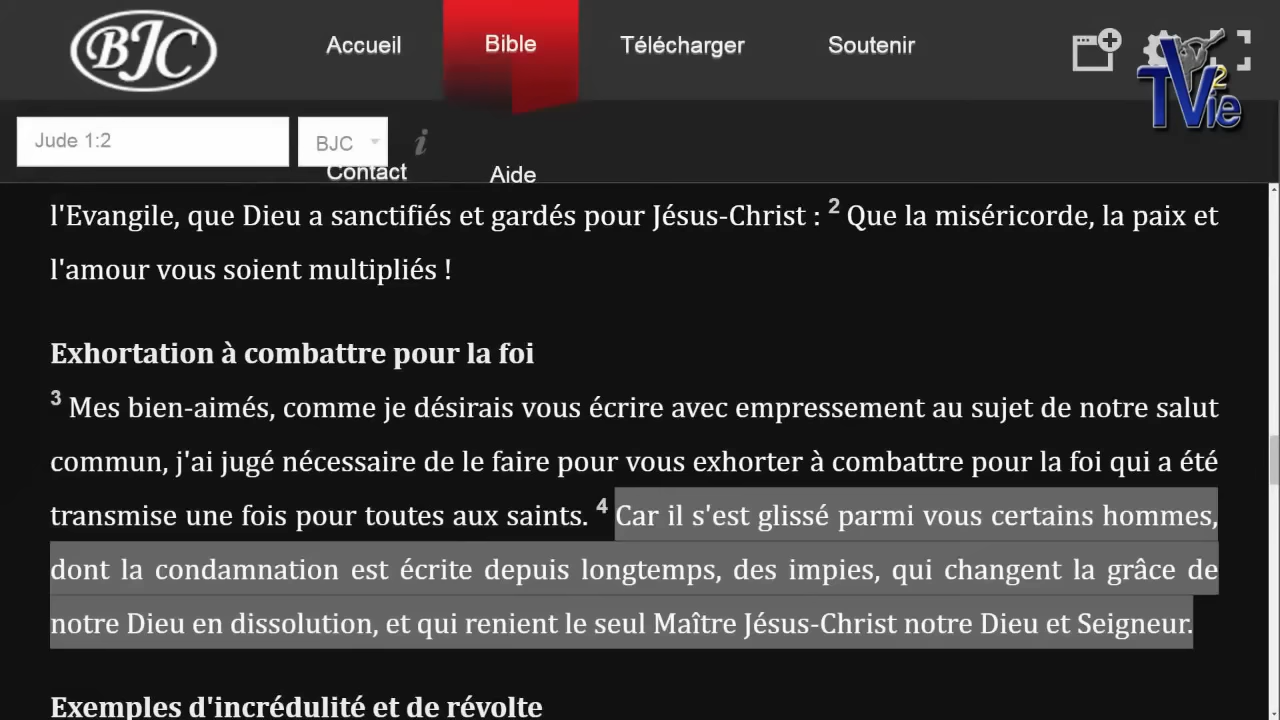 BJC
Accueil
Bible
Télécharger
Soutenir
TV2Vie
Jude 1:2
BJC
i
Contact
Aide
l'Evangile, que Dieu a sanctifiés et gardés pour Jésus-Christ : 2 Que la miséricorde, la paix et
l'amour vous soient multipliés !
Exhortation à combattre pour la foi
3 Mes bien-aimés, comme je désirais vous écrire avec empressement au sujet de notre salut
commun, j'ai jugé nécessaire de le faire pour vous exhorter à combattre pour la foi qui a été
transmise une fois pour toutes aux saints. 4 Car il s'est glissé parmi vous certains hommes,
dont la condamnation est écrite depuis longtemps, des impies, qui changent la grâce de
notre Dieu en dissolution, et qui renient le seul Maître Jésus-Christ notre Dieu et Seigneur.
Exemples d'incrédulité et de révolte